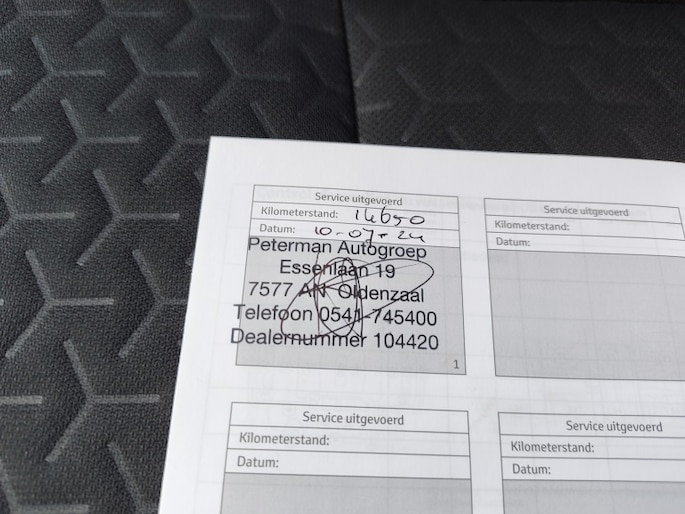 Service uitgevoerd
Kilometerstand: 14690
Datum: 10-07-24
Peterman Autogroep
Essenlaan 19
7577 AN Oldenzaal
Telefoon 0541-745400
Dealernummer 104420
1
Service uitgevoerd
Kilometerstand:
Datum:
Service uitgevoerd
Kilometerstand:
Datum:
Service uitgevoerd
Kilometerstand:
Datum: